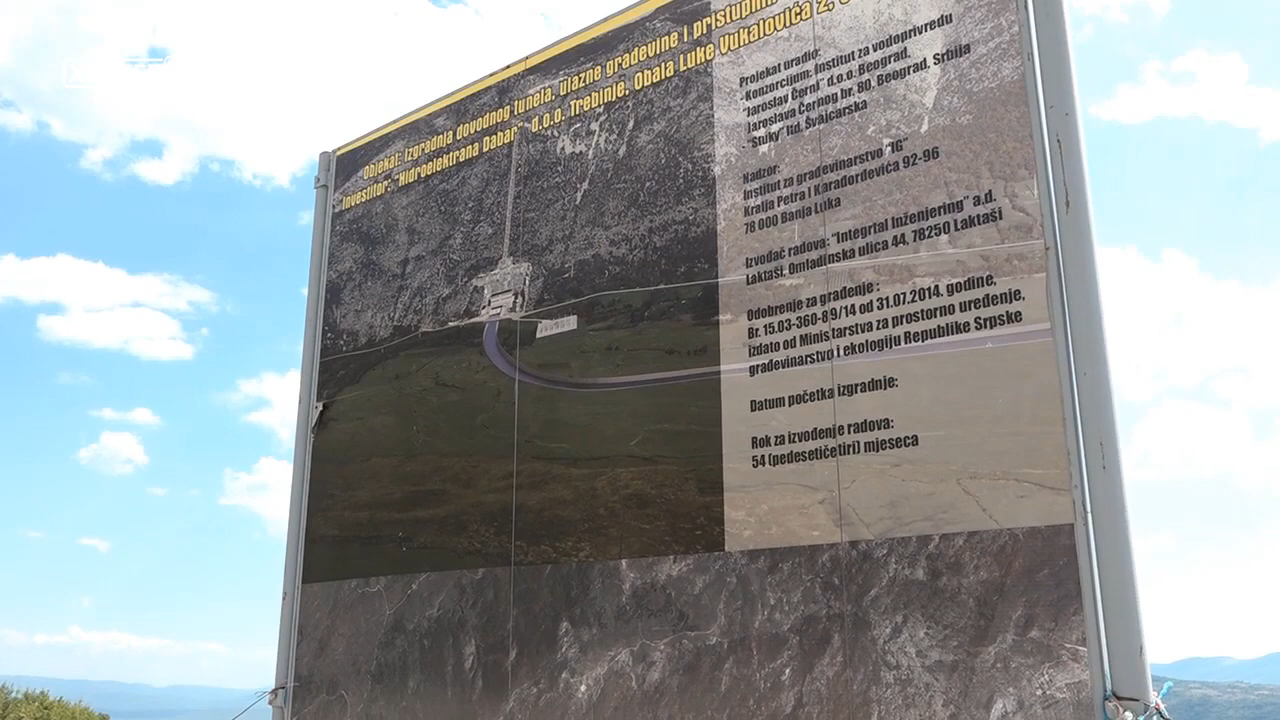 Objekat: Izgradnja dovodnog tunela, ulazne građevine i pristupnih
Investitor: "Hidroelektrana Dabar" d.o.o. Trebinje, Obala Luke Vukalovića 2,
Projekat uradio:
-Konzorcijum: Institut za vodoprivredu
"Jaroslav Černi" d.o.o. Beograd,
Jaroslava Černog br. 80, Beograd, Srbija
-"Stuky" ltd, Švajcarska
Nadzor:
Institut za građevinarstvo "IG"
Kralja Petra I Karađorđevića 92-96
78 000 Banja Luka
Izvođač radova: "Integrtal Inženjering" a.d.
Laktaši, Omladinska ulica 44, 78250 Laktaši
Odobrenje za građenje :
Br. 15.03-360-89/14 od 31.07.2014. godine,
izdato od Ministarstva za prostorno uređenje,
građevinarstvo i ekologiju Republike Srpske
Datum početka izgradnje:
Rok za izvođenje radova:
54 (pedesetičetiri) mjeseca